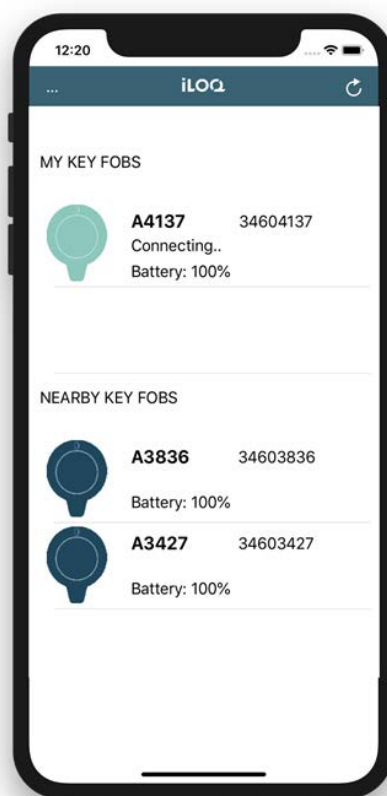 12:20
...
iLOQ
MY KEY FOBS
A4137 34604137
Connecting..
Battery: 100%
NEARBY KEY FOBS
A3836 34603836
Battery: 100%
A3427 34603427
Battery: 100%